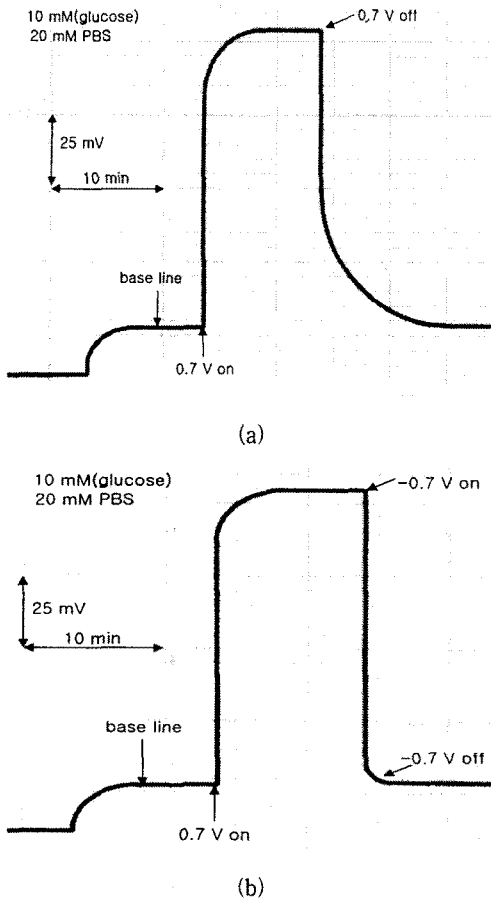 10 mM(glucose)
20 mM PBS
0.7 V off
25 mV
10 min
base line
0.7 V on
(a)
10 mM(glucose)
20 mM PBS
-0.7 V on
25 mV
10 min
base line
-0.7 V off
0.7 V on
(b)